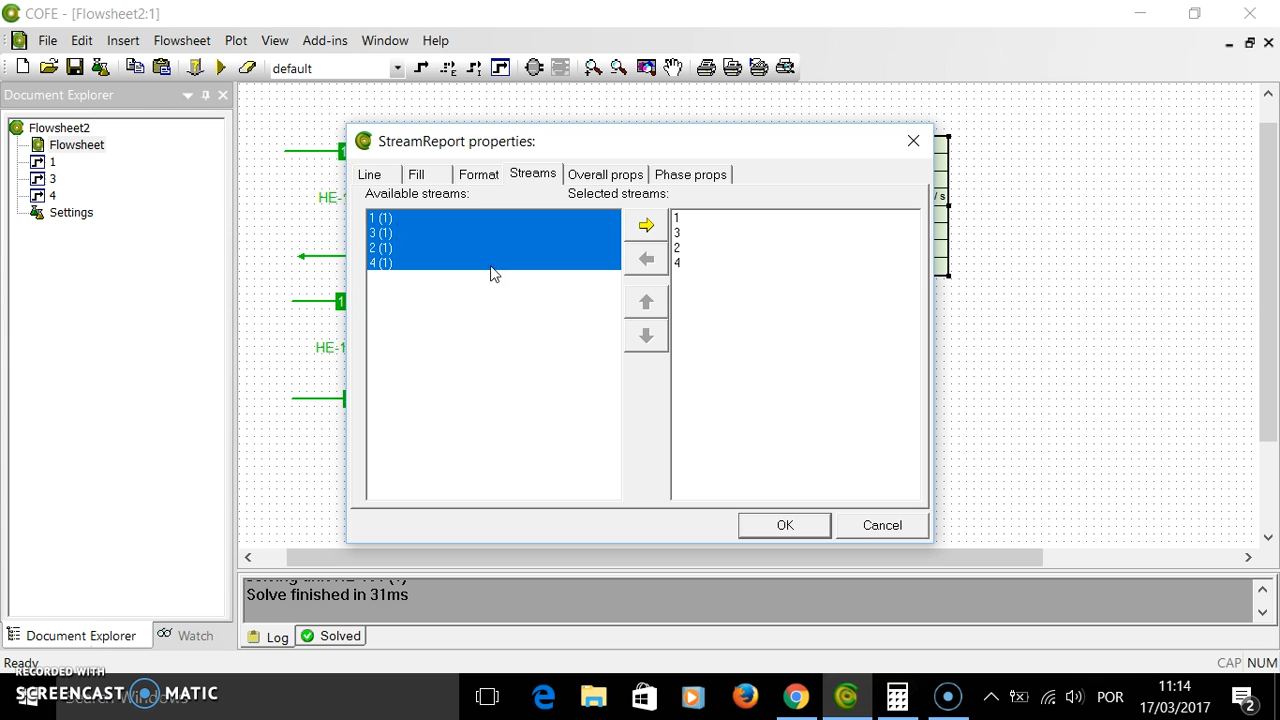 COFE - [Flowsheet2:1]
File Edit Insert Flowsheet Plot View Add-ins Window Help
default
Document Explorer
Flowsheet2
Flowsheet
1
3
4
Settings
1
HE-1
1
HE-1
/s
StreamReport properties:
Line Fill Format Streams Overall props Phase props
Available streams: Selected streams:
1 (1)
3 (1)
2 (1)
4 (1)
1
3
2
4
OK Cancel
Solve finished in 31ms
Document Explorer Watch
Log Solved
Ready
CAP NUM
RECORDED WITH
SCREENCAST MATIC
Windows
POR
11:14
17/03/2017
2